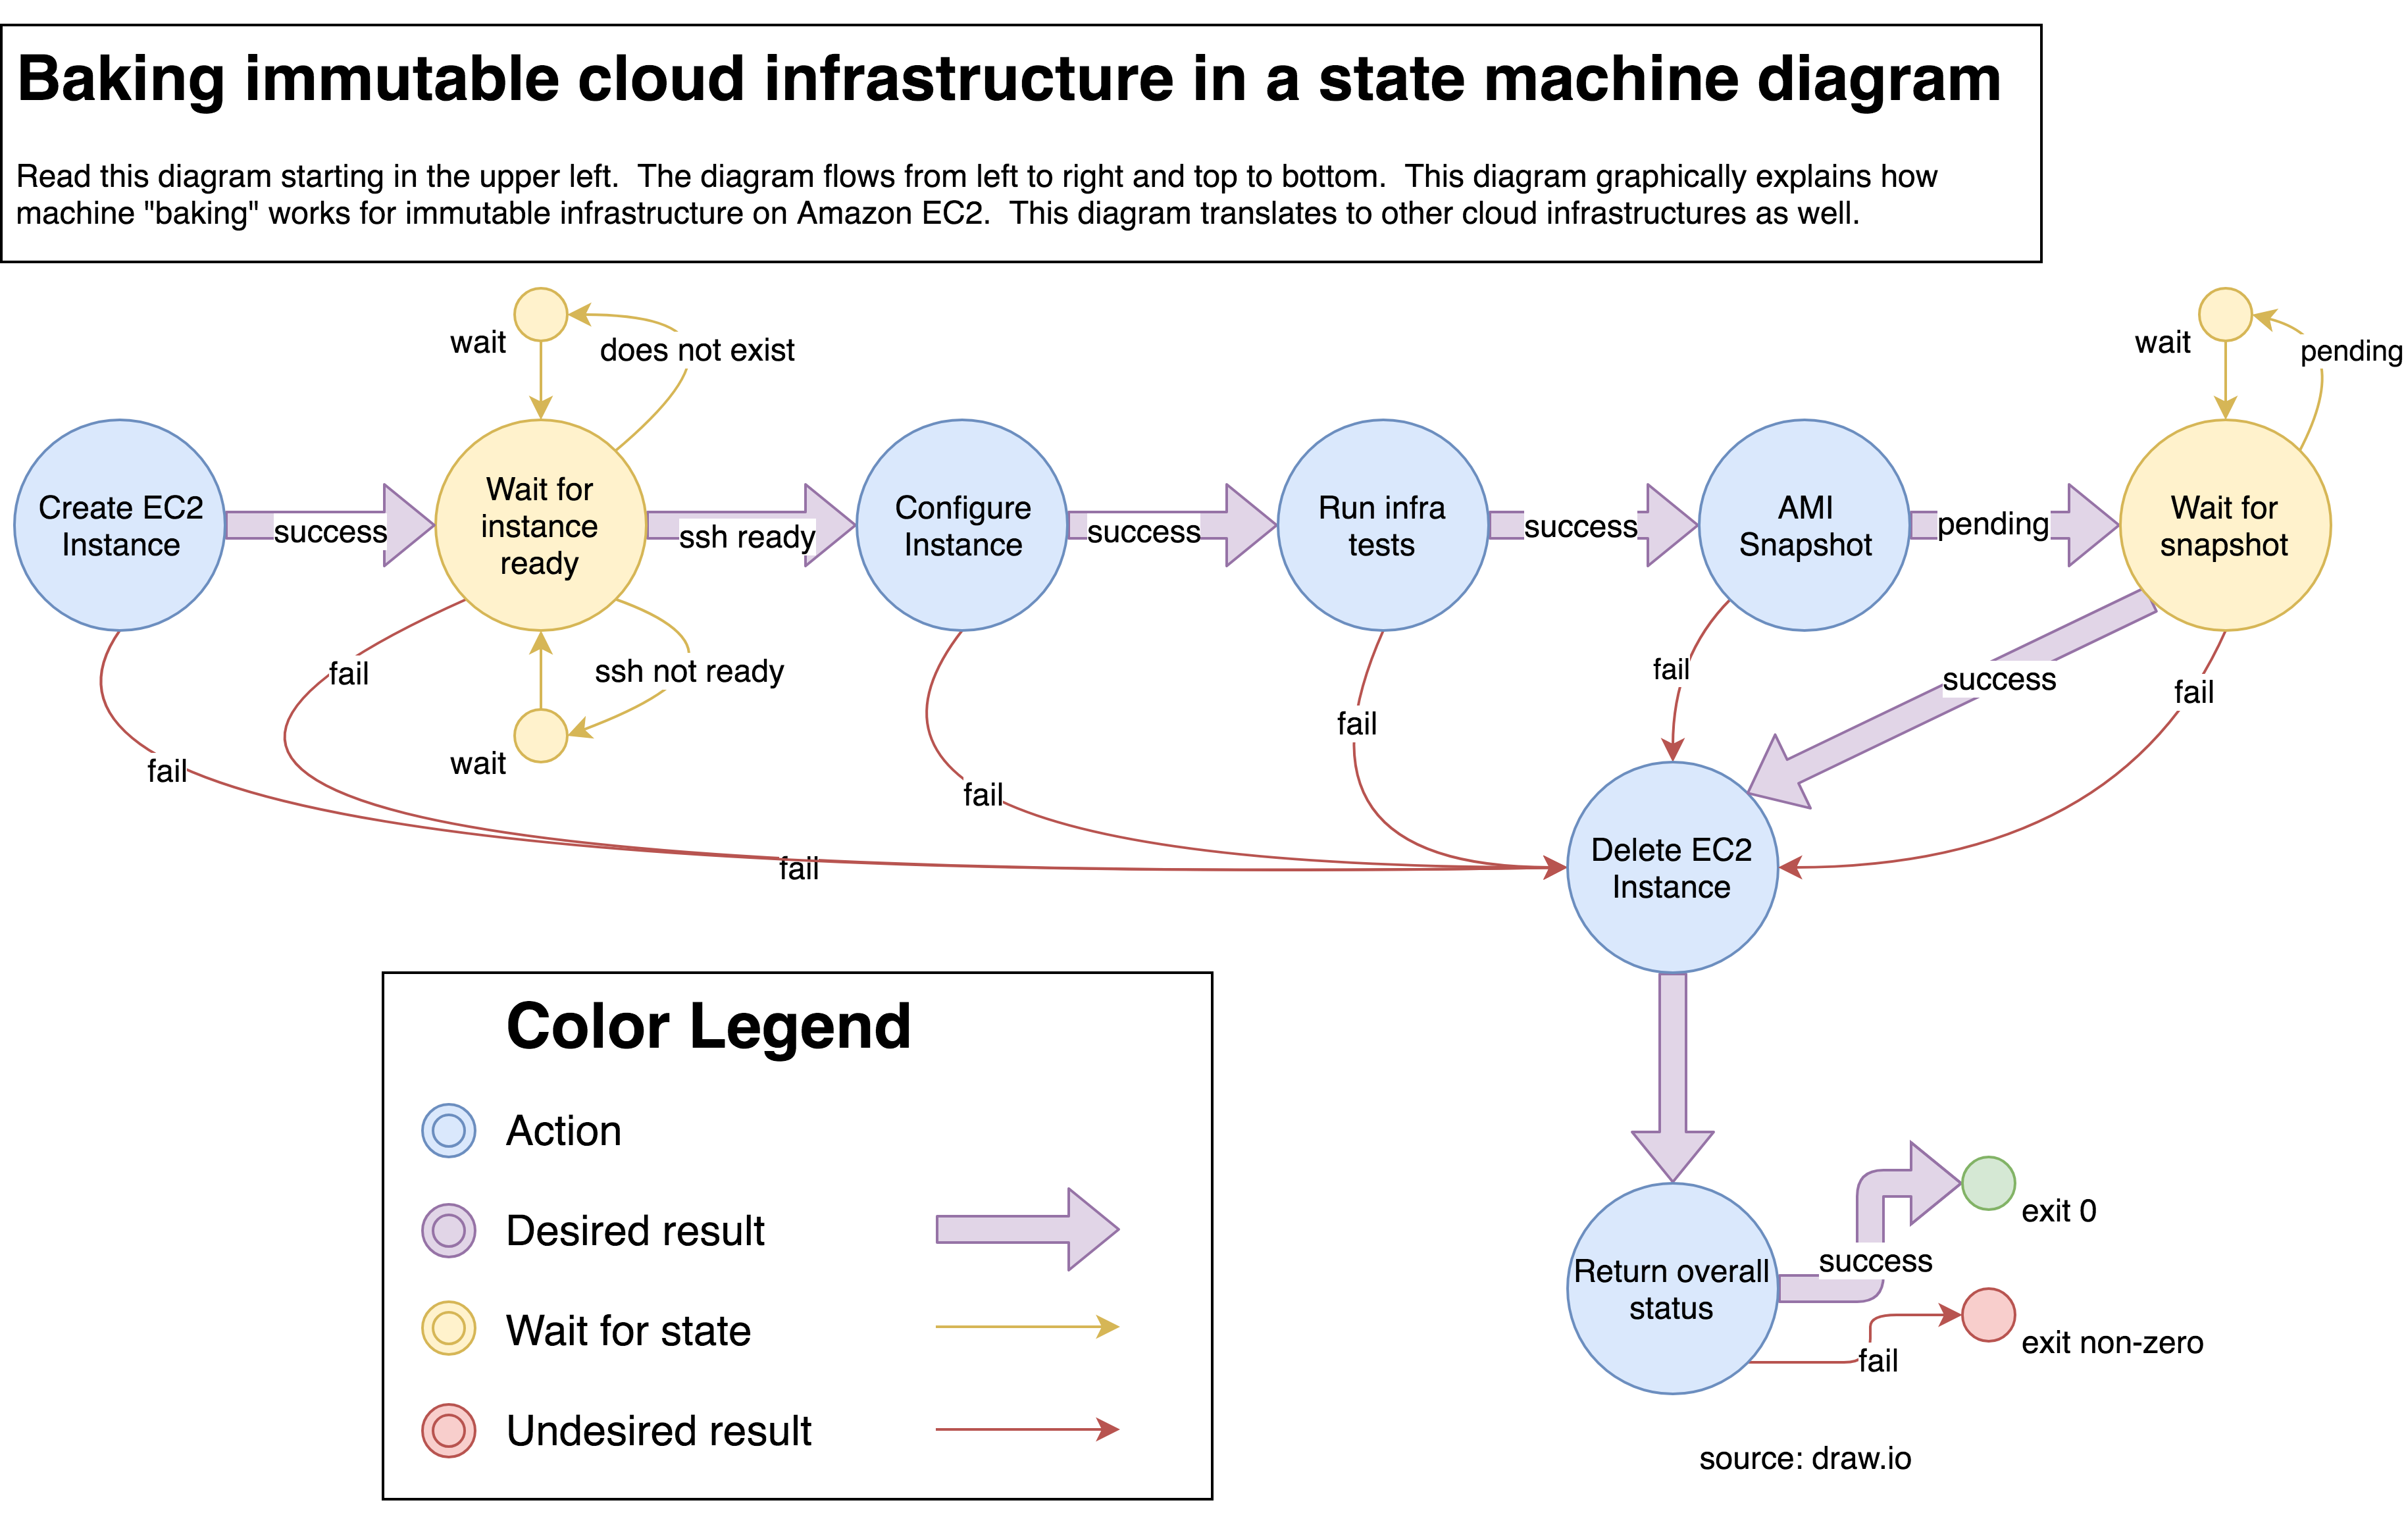 Baking immutable cloud infrastructure in a state machine diagram
Read this diagram starting in the upper left.  The diagram flows from left to right and top to bottom.  This diagram graphically explains how
machine "baking" works for immutable infrastructure on Amazon EC2.  This diagram translates to other cloud infrastructures as well.
wait
does not exist
wait
pending
Create EC2
Instance
success
Wait for
instance
ready
ssh ready
Configure
Instance
success
Run infra
tests
success
AMI
Snapshot
pending
Wait for
snapshot
fail
ssh not ready
wait
fail
fail
fail
fail
fail
success
fail
fail
Delete EC2
Instance
Color Legend
Action
Desired result
Wait for state
Undesired result
Return overall
status
success
exit 0
fail
exit non-zero
source: draw.io